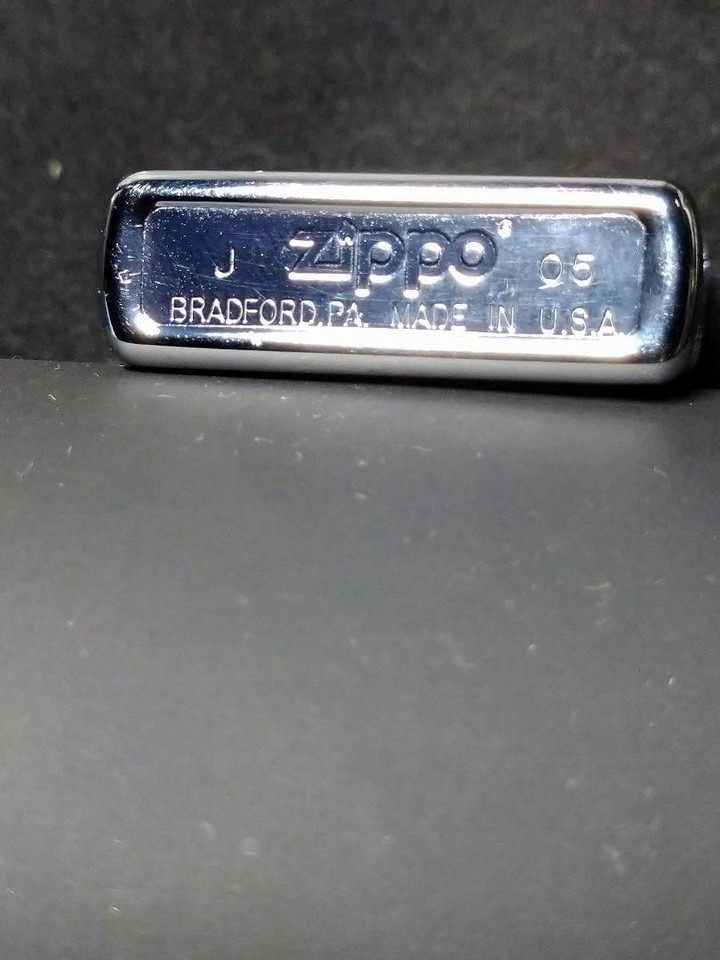 J Zippo® 05
BRADFORD, PA. MADE IN U.S.A.